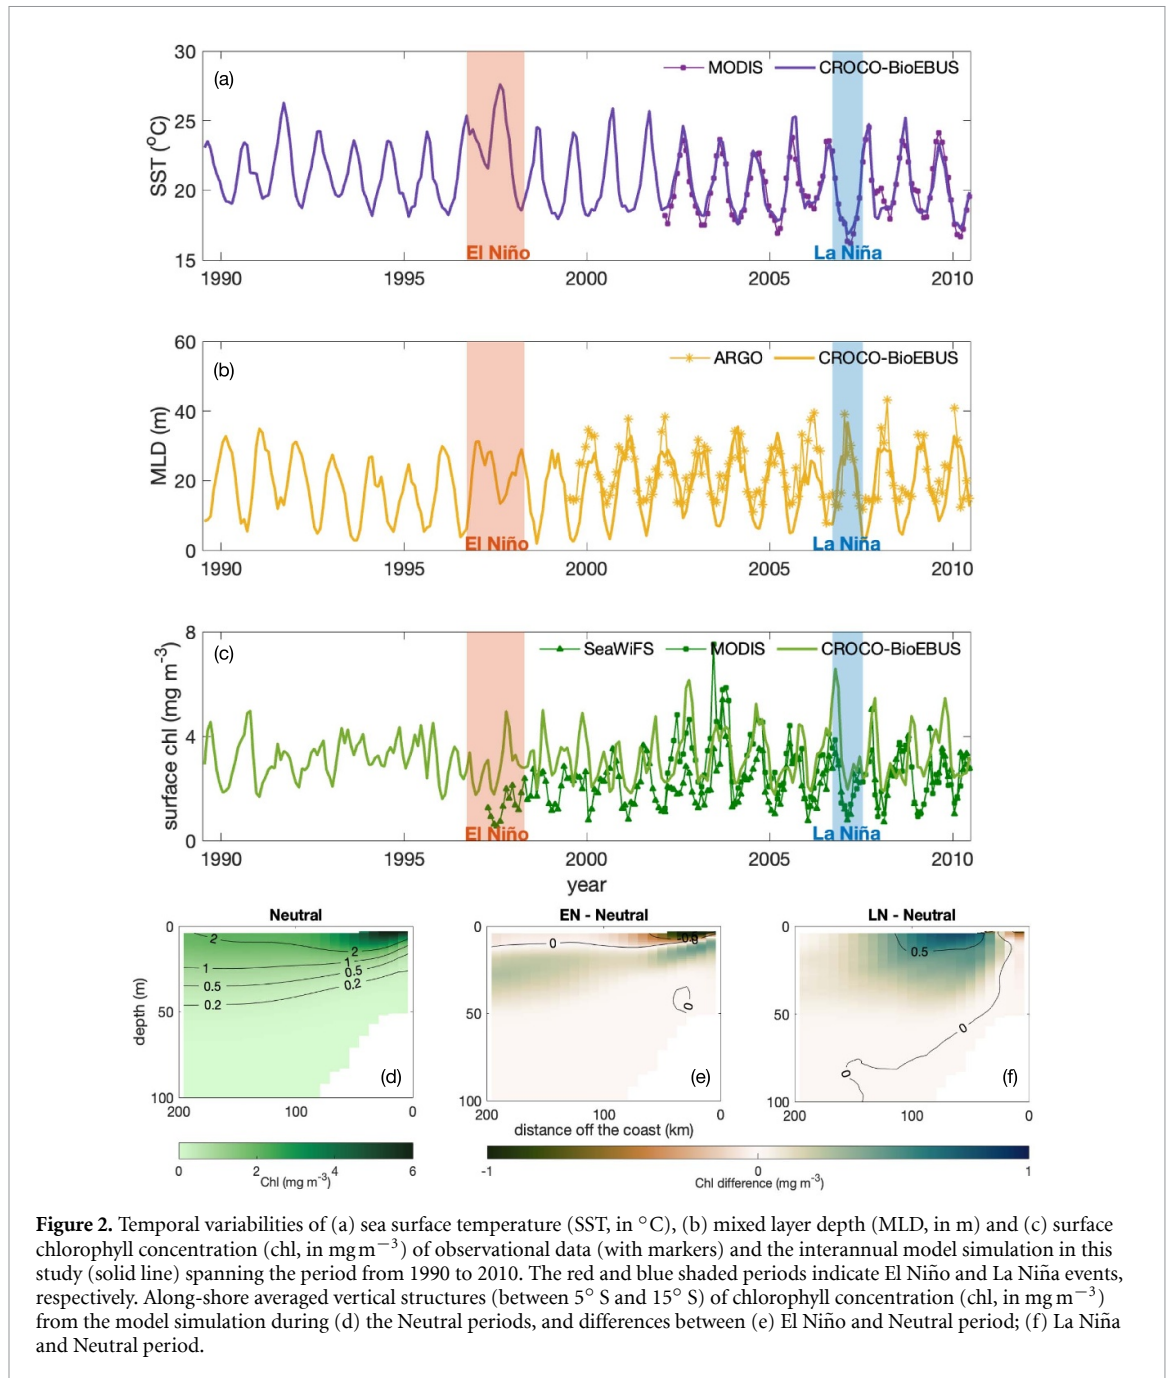 (a)
MODIS CROCO-BioEBUS
SST (°C)
30
25
20
15
El Niño
La Niña
1990 1995 2000 2005 2010
(b)
ARGO CROCO-BioEBUS
MLD (m)
60
40
20
0
El Niño
La Niña
1990 1995 2000 2005 2010
(c)
SeaWiFS MODIS CROCO-BioEBUS
surface chl (mg m-3)
8
4
0
El Niño
La Niña
1990 1995 2000 2005 2010
year
Neutral
depth (m)
0
50
100
2
2
1
1
0.5
0.5
0.2
0.2
(d)
200 100 0
0 2 4 6
Chl (mg m-3)
EN - Neutral
0
50
100
0
0
(e)
200 100 0
distance off the coast (km)
LN - Neutral
0
50
100
0.5
0
0
(f)
200 100 0
-1 0 1
Chl difference (mg m-3)
Figure 2. Temporal variabilities of (a) sea surface temperature (SST, in °C), (b) mixed layer depth (MLD, in m) and (c) surface
chlorophyll concentration (chl, in mg m−3) of observational data (with markers) and the interannual model simulation in this
study (solid line) spanning the period from 1990 to 2010. The red and blue shaded periods indicate El Niño and La Niña events,
respectively. Along-shore averaged vertical structures (between 5° S and 15° S) of chlorophyll concentration (chl, in mg m−3)
from the model simulation during (d) the Neutral periods, and differences between (e) El Niño and Neutral period; (f) La Niña
and Neutral period.